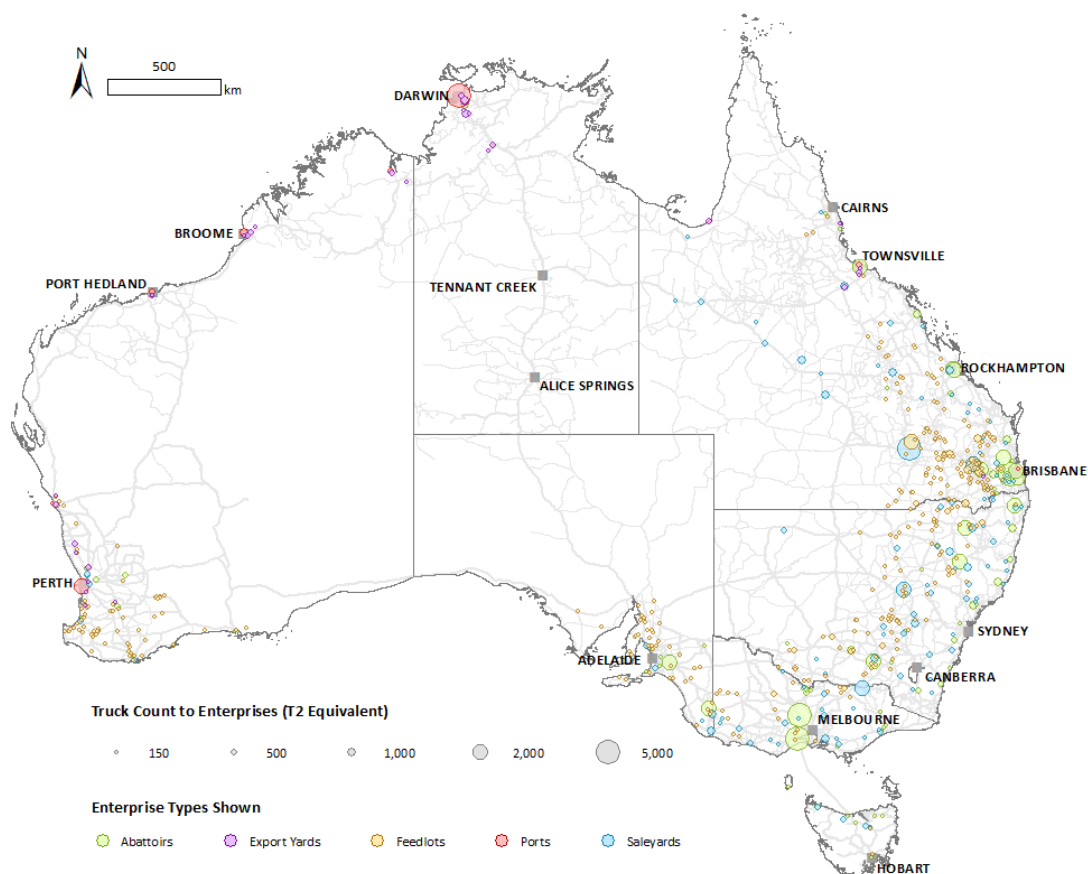 N
500
km
DARWIN
CAIRNS
BROOME
TOWNSVILLE
PORT HEDLAND
TENNANT CREEK
ROCKHAMPTON
ALICE SPRINGS
BRISBANE
PERTH
SYDNEY
ADELAIDE
CANBERRA
MELBOURNE
Truck Count to Enterprises (T2 Equivalent)
150 500 1,000 2,000 5,000
Enterprise Types Shown
Abattoirs Export Yards Feedlots Ports Saleyards
HOBART